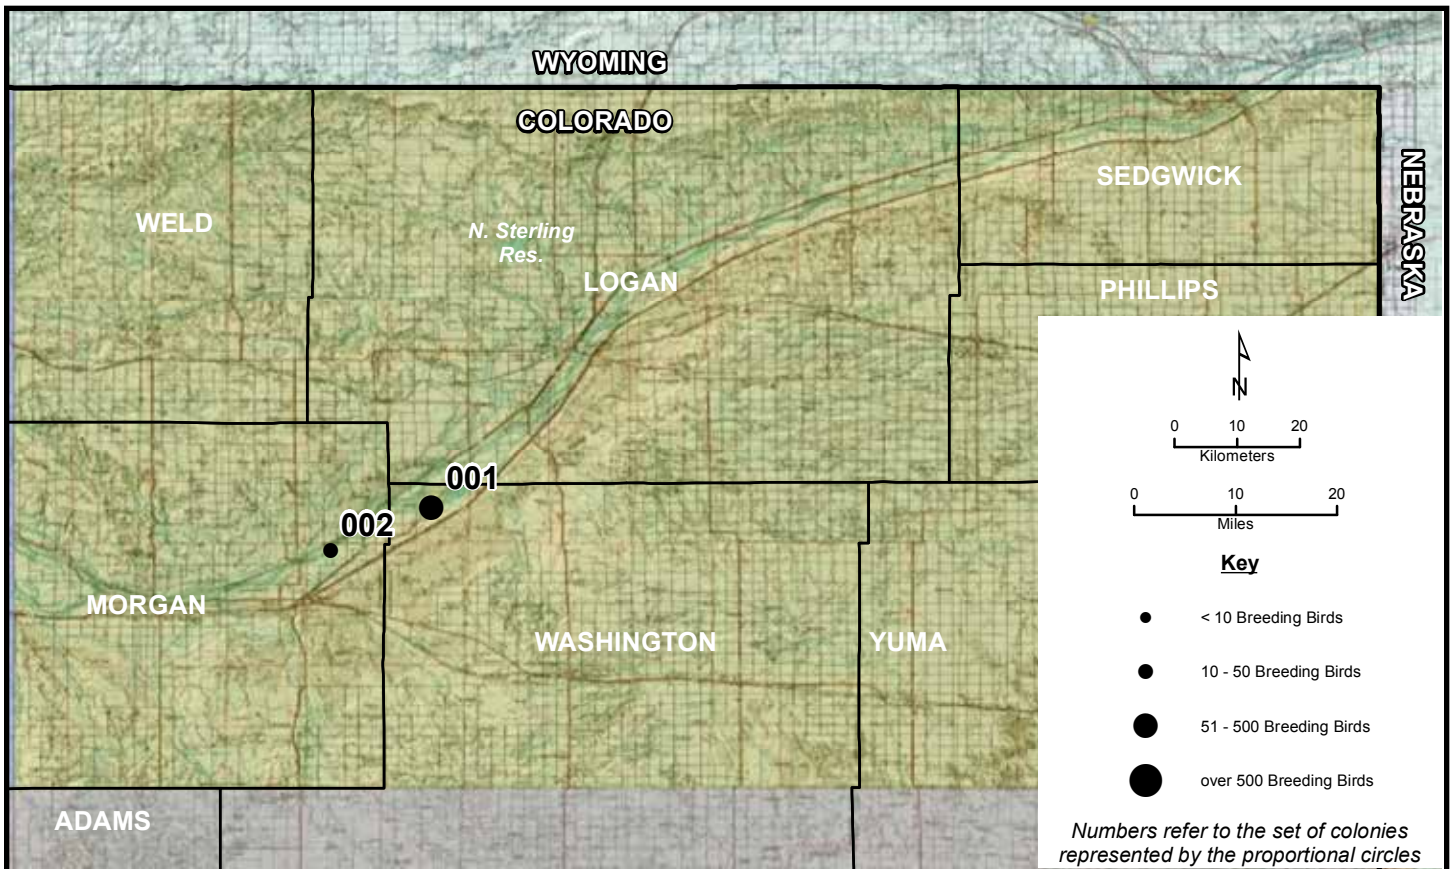 WYOMING
COLORADO
NEBRASKA
SEDGWICK
WELD
N. Sterling
Res.
LOGAN
PHILLIPS
N
0 10 20
Kilometers
0 10 20
Miles
001
002
Key
< 10 Breeding Birds
MORGAN
WASHINGTON
YUMA
10 - 50 Breeding Birds
51 - 500 Breeding Birds
over 500 Breeding Birds
ADAMS
Numbers refer to the set of colonies
represented by the proportional circles